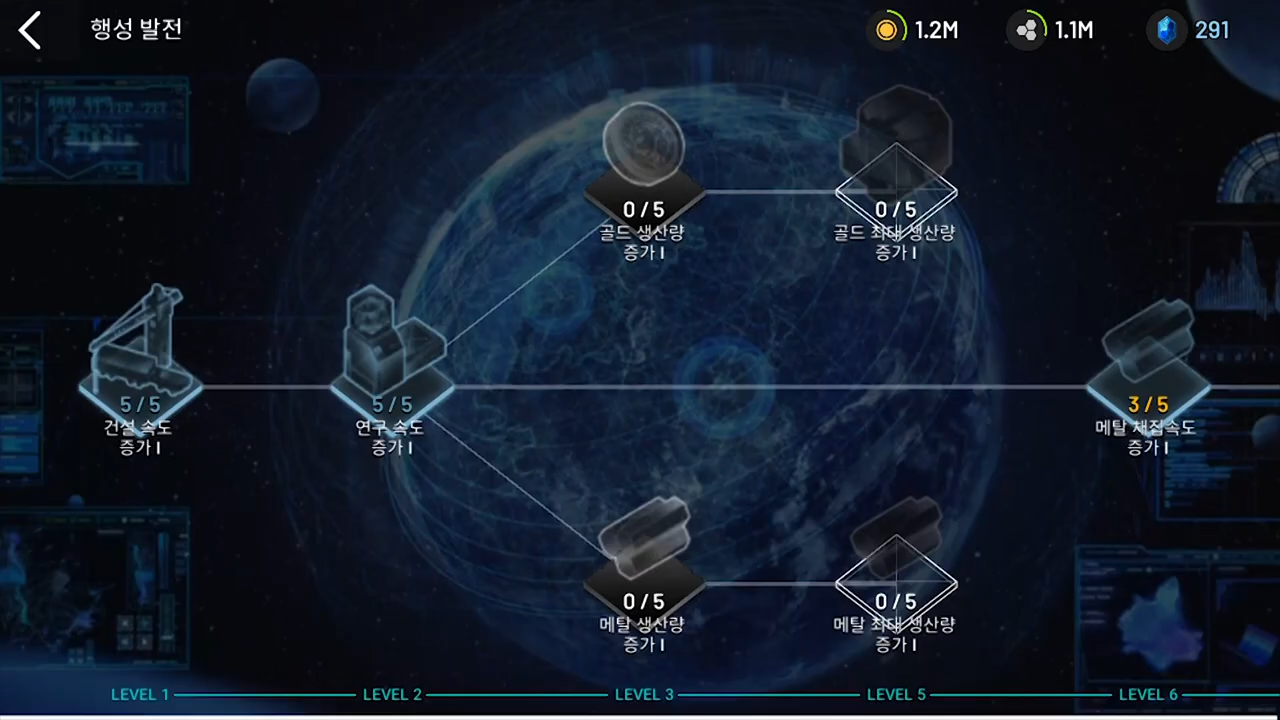 행성 발전
1.2M
1.1M
291
0 / 5
골드 생산량
증가 I
0 / 5
골드 최대 생산량
증가 I
5 / 5
건설 속도
증가 I
5 / 5
연구 속도
증가 I
3 / 5
메탈 채집속도
증가 I
0 / 5
메탈 생산량
증가 I
0 / 5
메탈 최대 생산량
증가 I
LEVEL 1
LEVEL 2
LEVEL 3
LEVEL 5
LEVEL 6